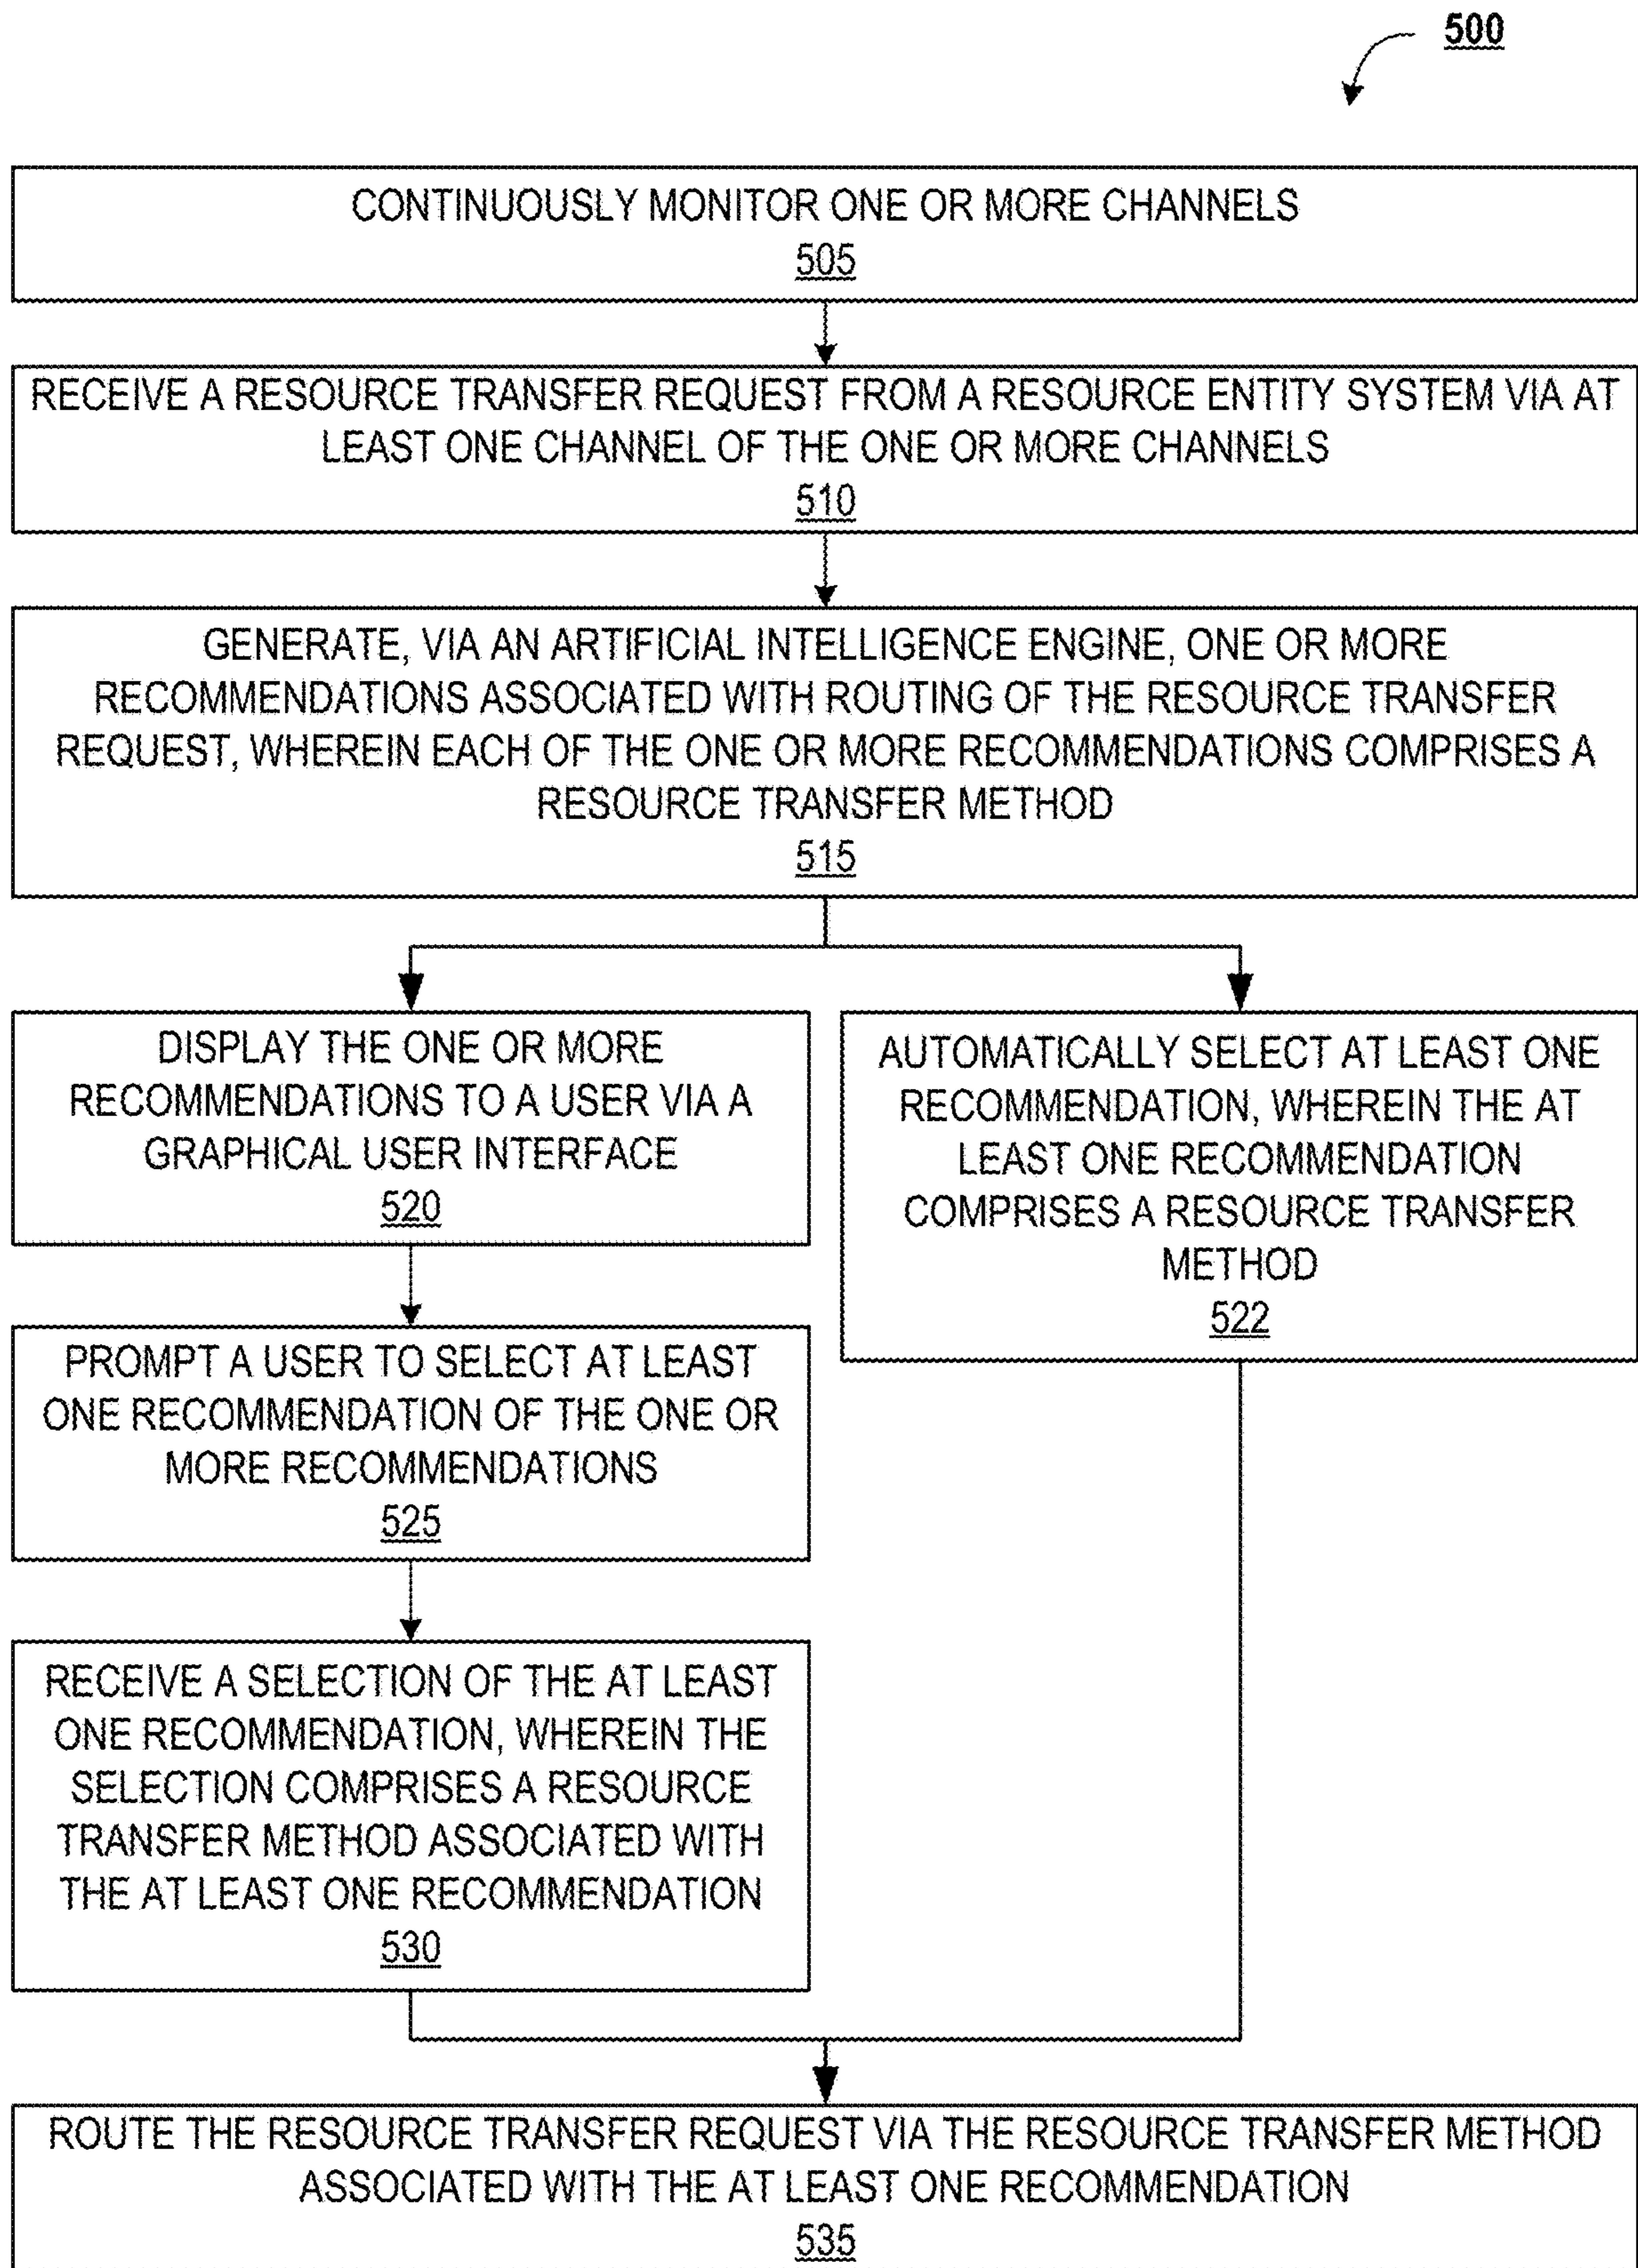 500
CONTINUOUSLY MONITOR ONE OR MORE CHANNELS
505
RECEIVE A RESOURCE TRANSFER REQUEST FROM A RESOURCE ENTITY SYSTEM VIA AT
LEAST ONE CHANNEL OF THE ONE OR MORE CHANNELS
510
GENERATE, VIA AN ARTIFICIAL INTELLIGENCE ENGINE, ONE OR MORE
RECOMMENDATIONS ASSOCIATED WITH ROUTING OF THE RESOURCE TRANSFER
REQUEST, WHEREIN EACH OF THE ONE OR MORE RECOMMENDATIONS COMPRISES A
RESOURCE TRANSFER METHOD
515
DISPLAY THE ONE OR MORE
RECOMMENDATIONS TO A USER VIA A
GRAPHICAL USER INTERFACE
520
AUTOMATICALLY SELECT AT LEAST ONE
RECOMMENDATION, WHEREIN THE AT
LEAST ONE RECOMMENDATION
COMPRISES A RESOURCE TRANSFER
METHOD
522
PROMPT A USER TO SELECT AT LEAST
ONE RECOMMENDATION OF THE ONE OR
MORE RECOMMENDATIONS
525
RECEIVE A SELECTION OF THE AT LEAST
ONE RECOMMENDATION, WHEREIN THE
SELECTION COMPRISES A RESOURCE
TRANSFER METHOD ASSOCIATED WITH
THE AT LEAST ONE RECOMMENDATION
530
ROUTE THE RESOURCE TRANSFER REQUEST VIA THE RESOURCE TRANSFER METHOD
ASSOCIATED WITH THE AT LEAST ONE RECOMMENDATION
535